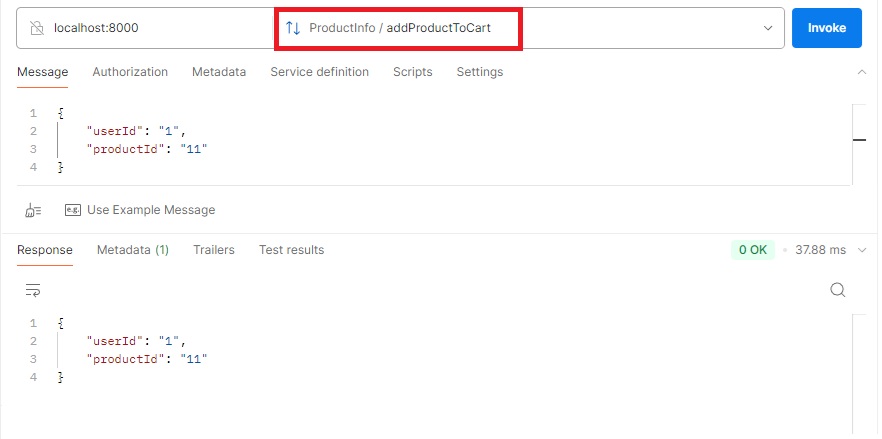 localhost:8000 ProductInfo / addProductToCart Invoke
Message Authorization Metadata Service definition Scripts Settings
1 {
2 "userId": "1",
3 "productId": "11"
4 }
e.g. Use Example Message
Response Metadata (1) Trailers Test results 0 OK 37.88 ms
1 {
2 "userId": "1",
3 "productId": "11"
4 }